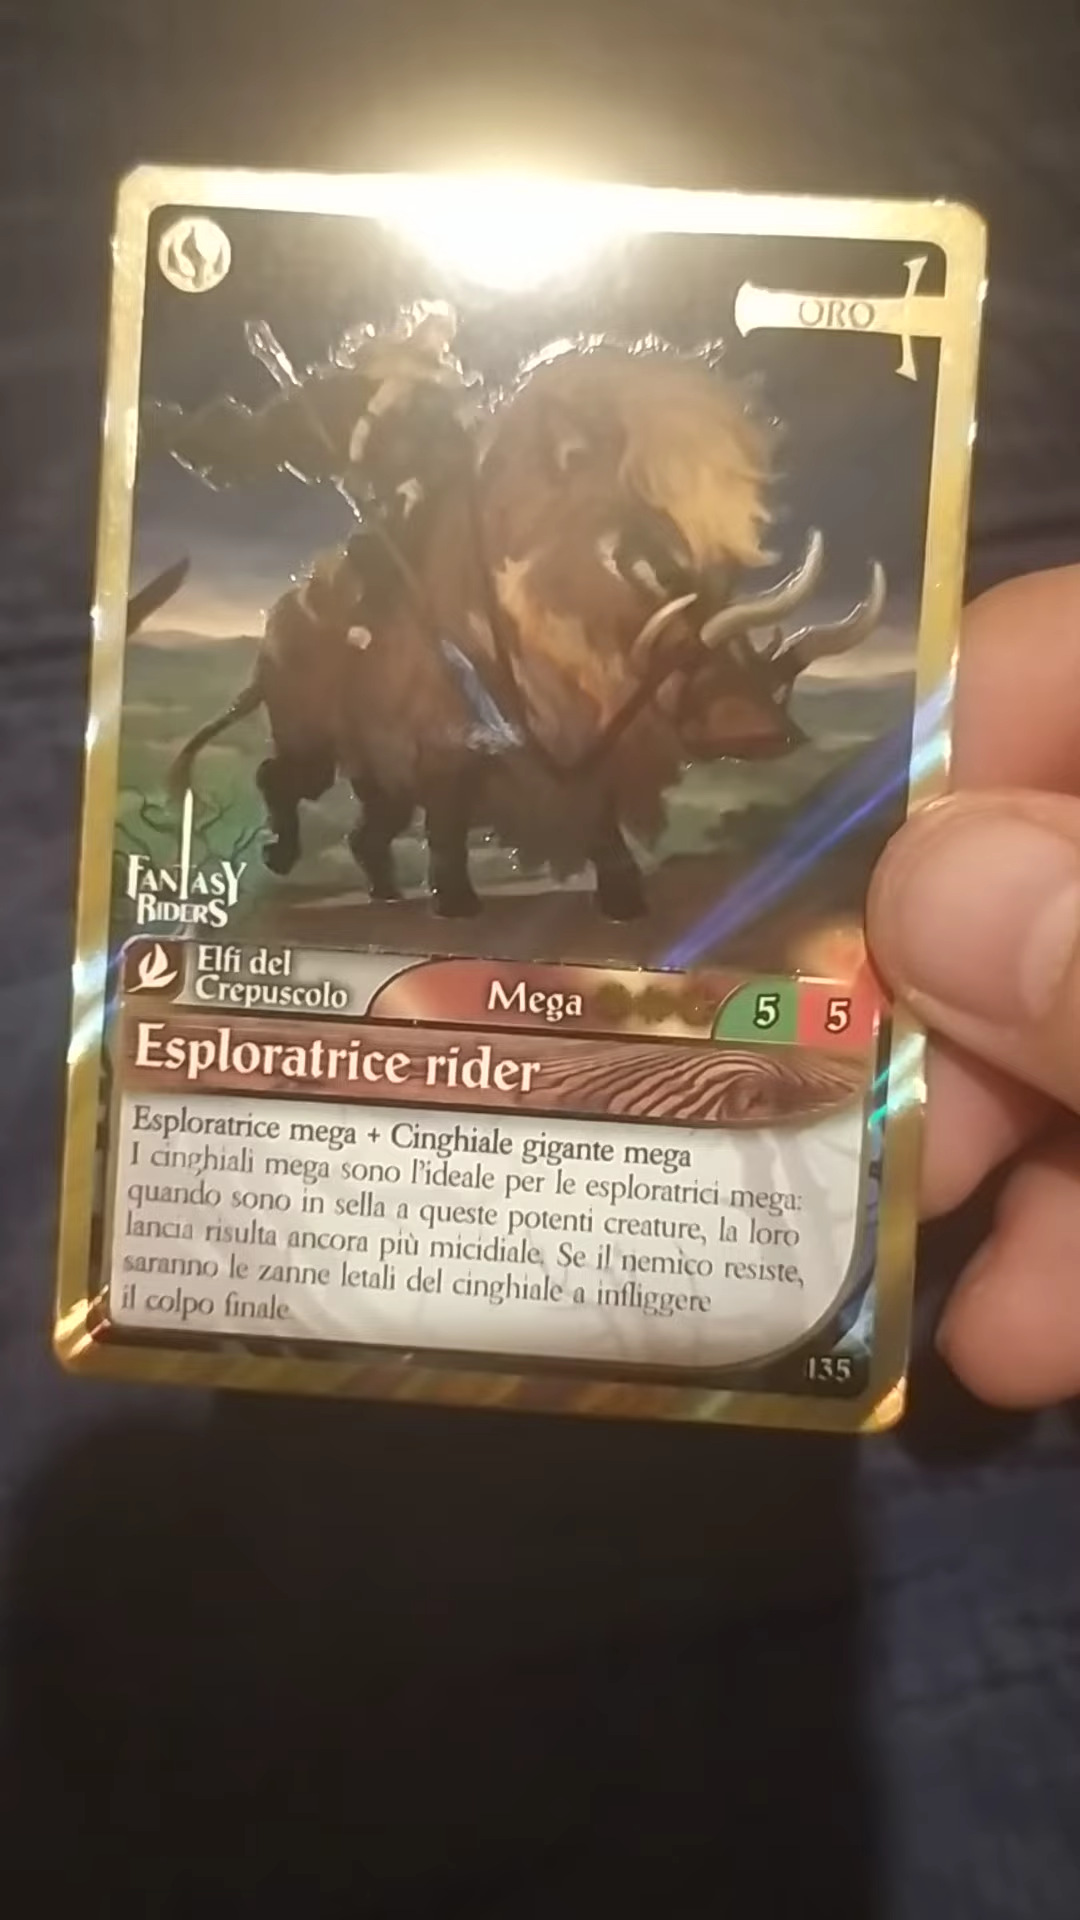 ORO
FANTASY
RIDERS
Elfi del
Crepuscolo
Mega
5 5
Esploratrice rider
Esploratrice mega + Cinghiale gigante mega
I cinghiali mega sono l'ideale per le esploratrici mega:
quando sono in sella a queste potenti creature, la loro
lancia risulta ancora più micidiale. Se il nemico resiste,
saranno le zanne letali del cinghiale a infliggere
il colpo finale
135